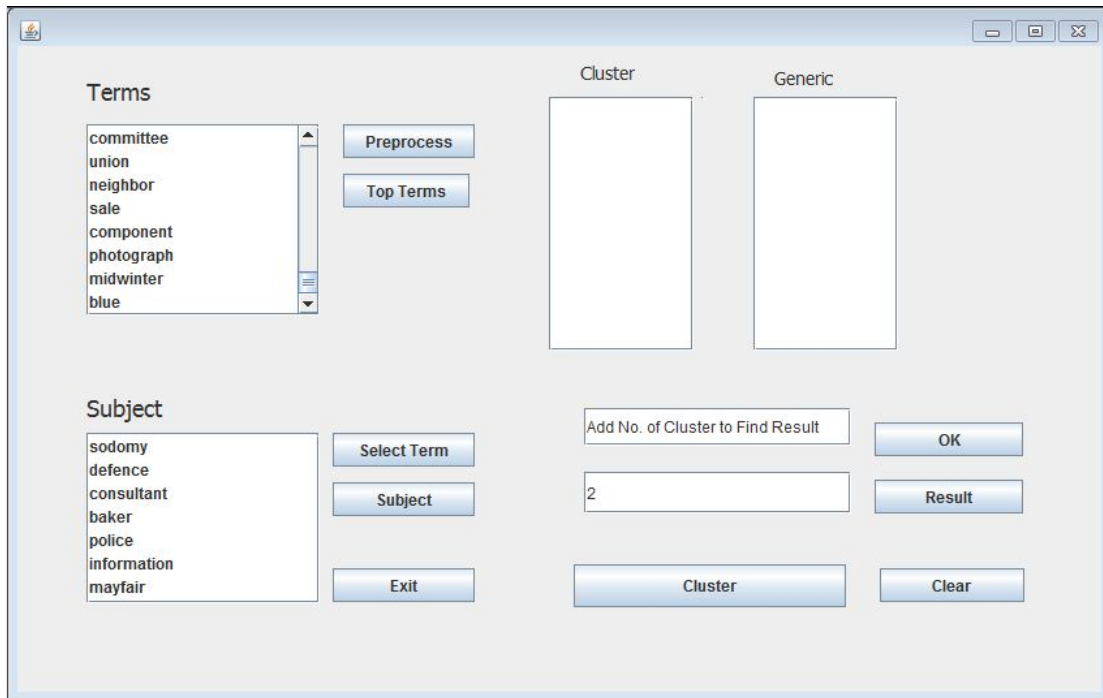 Terms
committee
union
neighbor
sale
component
photograph
midwinter
blue
Preprocess
Top Terms
Cluster
Generic
Subject
sodomy
defence
consultant
baker
police
information
mayfair
Select Term
Subject
Exit
Add No. of Cluster to Find Result
OK
2
Result
Cluster
Clear